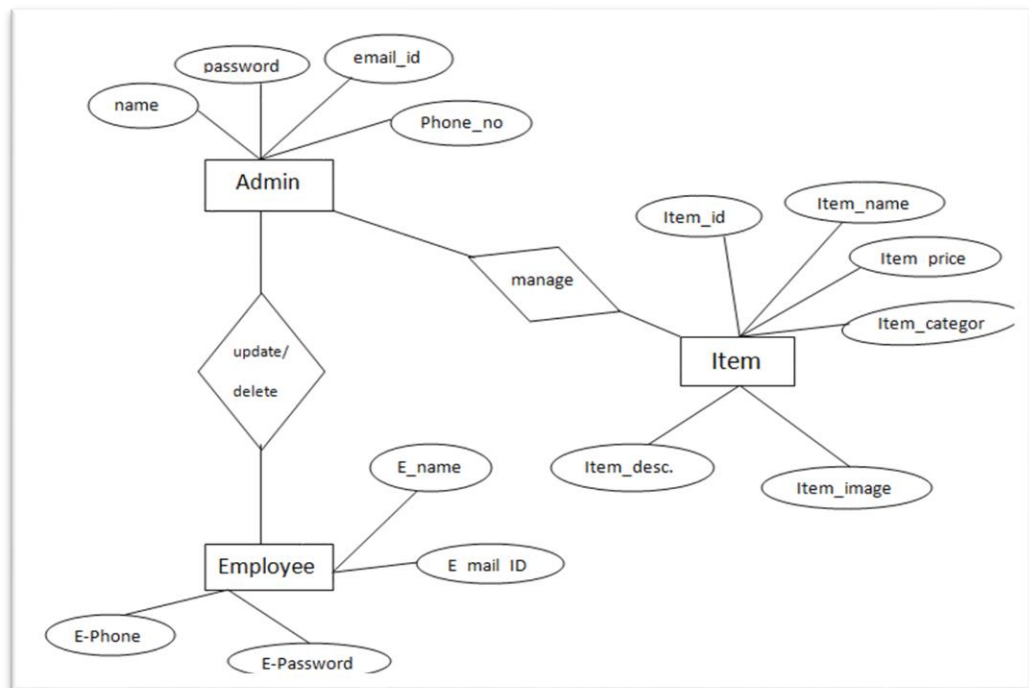 password
email_id
name
Phone_no
Admin
Item_id
Item_name
Item price
manage
Item_categor
update/
delete
Item
E_name
Item_desc.
Item_image
Employee
E mail ID
E-Phone
E-Password